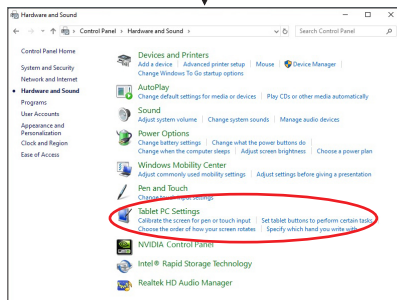 Hardware and Sound
Control Panel > Hardware and Sound >
Search Control Panel
Control Panel Home
System and Security
Network and Internet
Hardware and Sound
Programs
User Accounts
Appearance and
Personalization
Clock and Region
Ease of Access
Devices and Printers
Add a device | Advanced printer setup | Mouse | Device Manager |
Change Windows To Go startup options
AutoPlay
Change default settings for media or devices | Play CDs or other media automatically
Sound
Adjust system volume | Change system sounds | Manage audio devices
Power Options
Change battery settings | Change what the power buttons do |
Change when the computer sleeps | Adjust screen brightness | Choose a power plan
Windows Mobility Center
Adjust commonly used mobility settings | Adjust settings before giving a presentation
Pen and Touch
Change touch input settings
Tablet PC Settings
Calibrate the screen for pen or touch input | Set tablet buttons to perform certain tasks
Choose the order of how your screen rotates | Specify which hand you write with
NVIDIA Control Panel
Intel® Rapid Storage Technology
Realtek HD Audio Manager